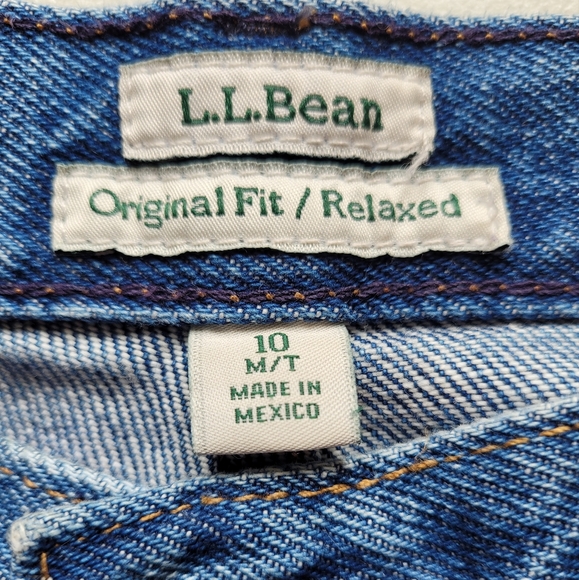 L.L.Bean
Original Fit / Relaxed
10
M/T
MADE IN
MEXICO